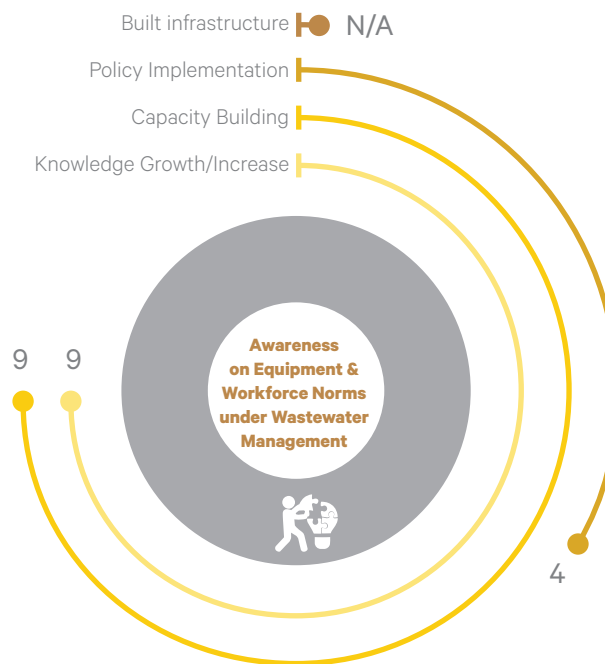 Built infrastructure
N/A
Policy Implementation
Capacity Building
Knowledge Growth/Increase
Awareness
on Equipment &
Workforce Norms
under Wastewater
Management
9
9
4